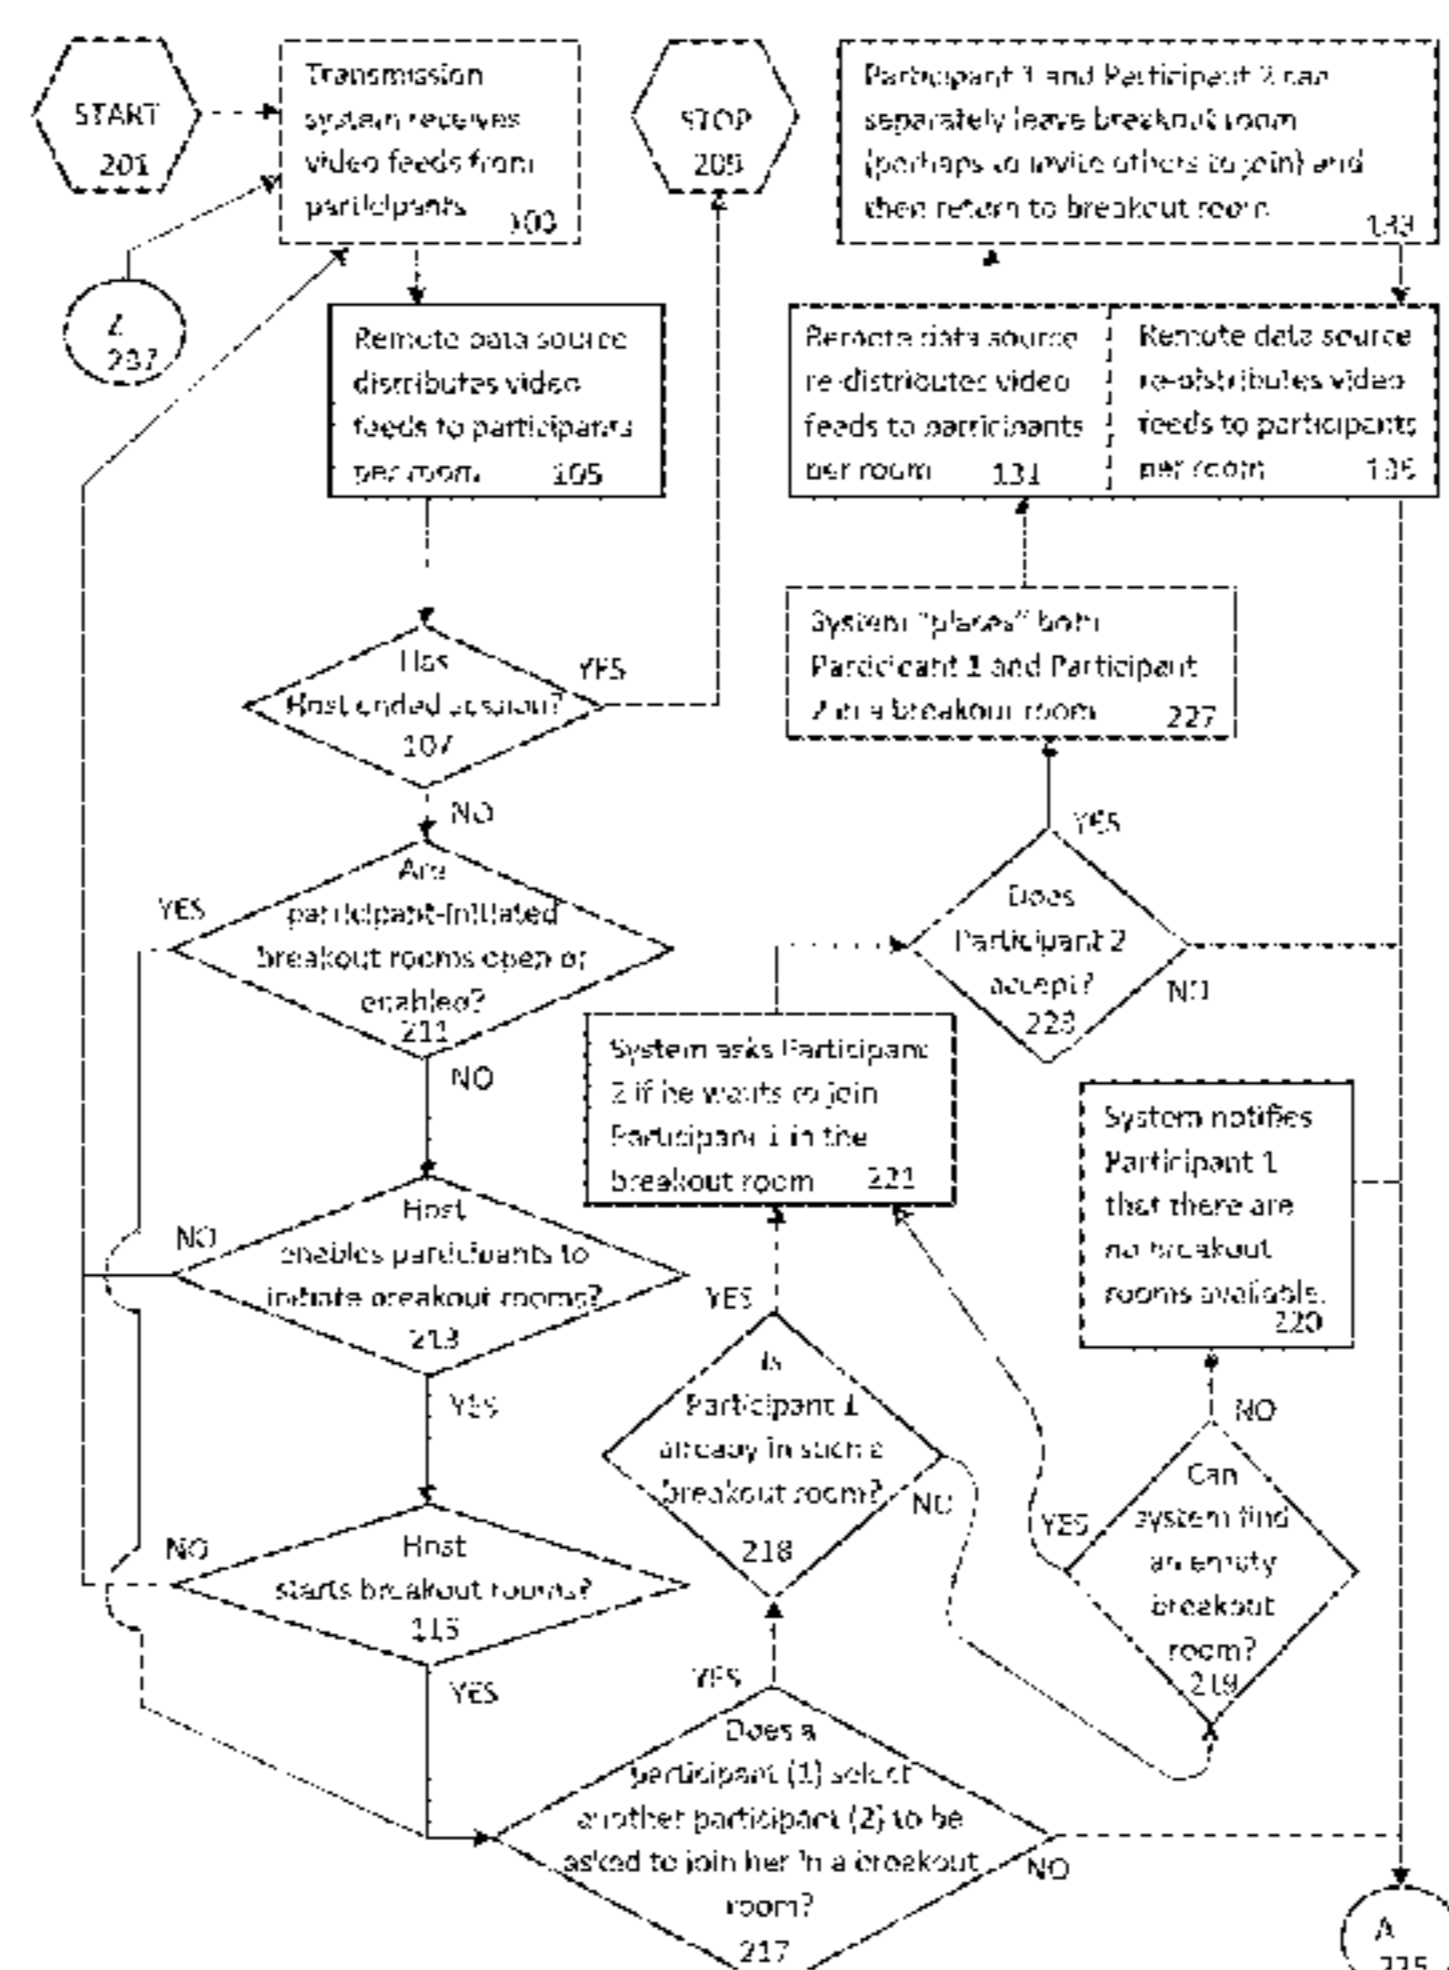 START
201
Transmission
system receives
video feeds from
participants
103
STOP
209
Participant 1 and Participant 2 can
separately leave breakout room
(perhaps to invite others to join) and
then return to breakout room
133
Z
237
Remote data source
distributes video
feeds to participants
per room
105
Remote data source
re-distributes video
feeds to participants
per room 131
Remote data source
re-distributes video
feeds to participants
per room
Has
Host ended session?
107
YES
NO
System "places" both
Participant 1 and Participant
2 in a breakout room 227
Are
participant-initiated
breakout rooms open or
enabled?
211
YES
NO
Does
Participant 2
accept?
YES
NO
System asks Participant
2 if he wants to join
Participant 1 in the
breakout room 221
System notifies
Participant 1
that there are
no breakout
rooms available.
220
Host
enables participants to
initiate breakout rooms?
213
NO
YES
Is
Participant 1
already in such a
breakout room?
218
YES
NO
Can
system find
an empty
breakout
room?
219
NO
YES
Host
starts breakout rooms?
115
NO
YES
Does a
participant (1) select
another participant (2) to be
asked to join her in a breakout
room?
217
YES
NO
A